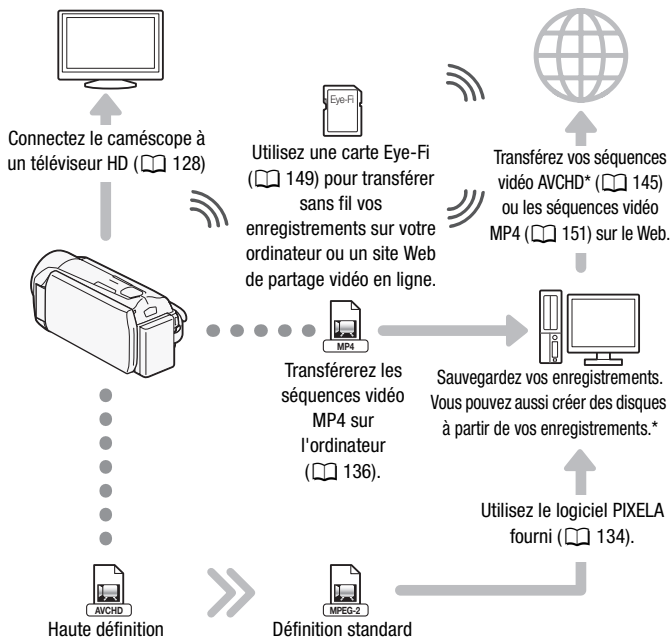 Connectez le caméscope à
un téléviseur HD (128)
Eye-Fi
Utilisez une carte Eye-Fi
(149) pour transférer
sans fil vos
enregistrements sur votre
ordinateur ou un site Web
de partage vidéo en ligne.
Transférez vos séquences
vidéo AVCHD* (145)
ou les séquences vidéo
MP4 (151) sur le Web.
MP4
Transférerez les
séquences vidéo
MP4 sur
l'ordinateur
(136).
Sauvegardez vos enregistrements.
Vous pouvez aussi créer des disques
à partir de vos enregistrements.*
Utilisez le logiciel PIXELA
fourni (134).
AVCHD
Haute définition
MPEG-2
Définition standard